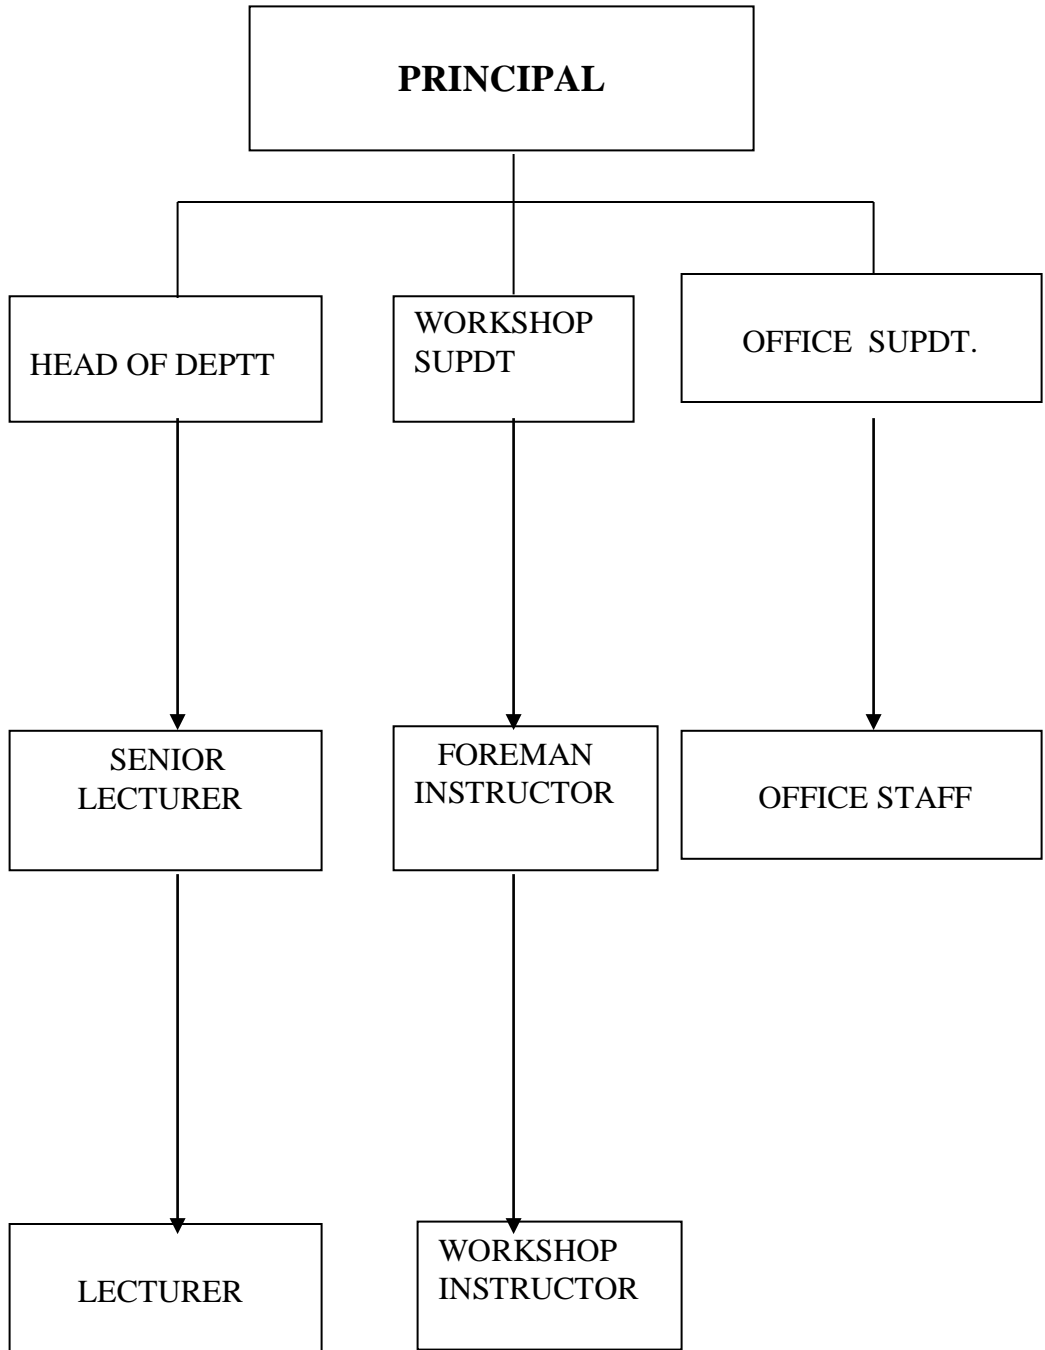 PRINCIPAL
HEAD OF DEPTT
WORKSHOP
SUPDT
OFFICE  SUPDT.
SENIOR
LECTURER
FOREMAN
INSTRUCTOR
OFFICE STAFF
LECTURER
WORKSHOP
INSTRUCTOR